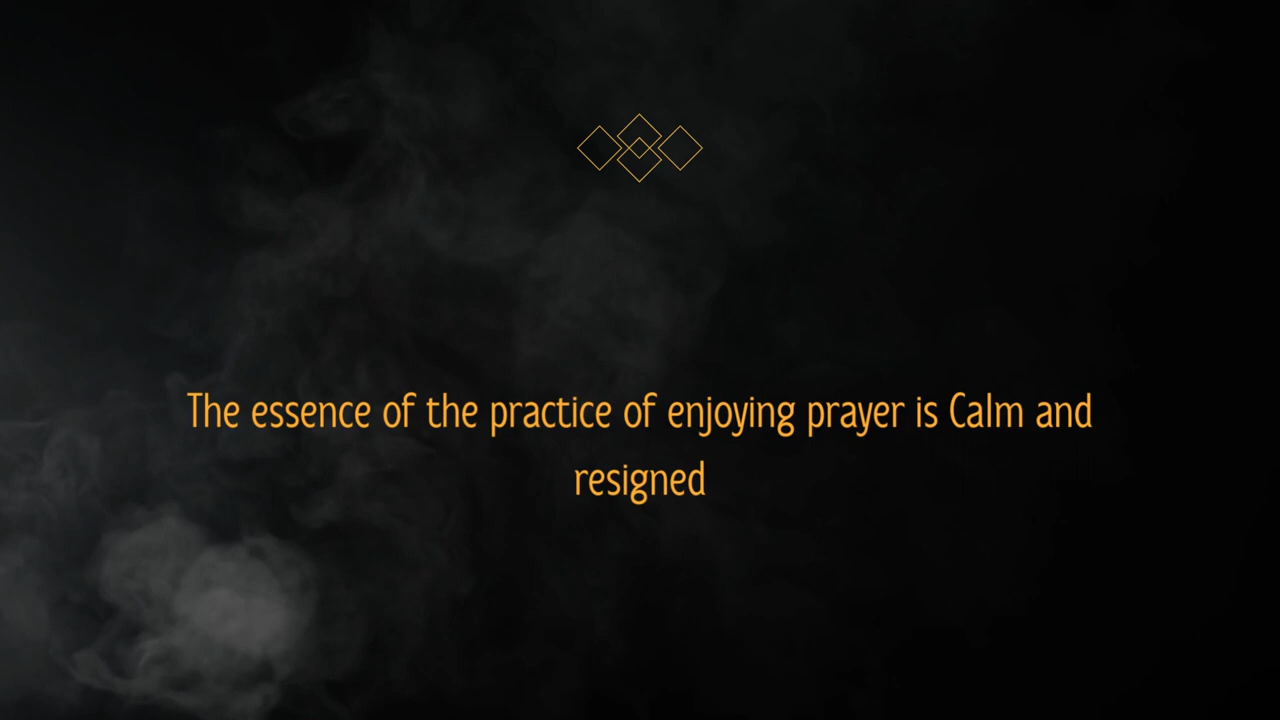 The essence of the practice of enjoying prayer is Calm and
resigned